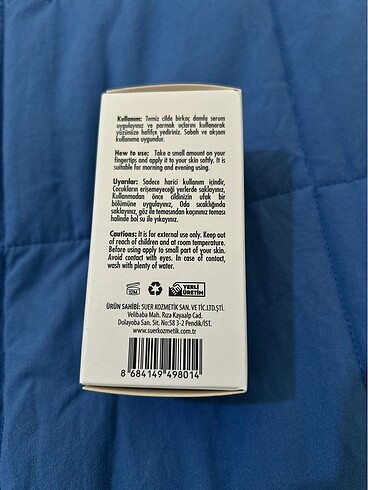 Kullanım: Temiz cilde birkaç damla serum
uygulayınız ve parmak uçlarını kullanarak
yüzünüze hafifçe yediriniz. Sabah ve akşam
kullanıma uygundur.
How to use: Take a small amount on your
fingertips and apply it to your skin softly. It is
suitable for morning and evening using.
Uyarılar: Sadece harici kullanım içindir,
Çocukların erişemeyeceği yerlerde saklayınız,
Kullanmadan önce cildinizin ufak bir
bölümüne uygulayınız, Oda sıcaklığında
saklayınız, göz ile temasından kaçınınız teması
halinde bol su ile yıkayınız.
Cautions: It is for external use only. Keep out
of reach of children and at room temperature.
Before using apply to small part of your skin.
Avoid contact with eyes. In case of contact,
wash with plenty of water.
12M
YERLİ
ÜRETİM
ÜRÜN SAHİBİ: SUER KOZMETİK SAN. VE TİC.LTD.ŞTİ.
Velibaba Mah. Rıza Kayaalp Cad.
Dolayoba San. Sit. No:58 3-2 Pendik/İST.
www.suerkozmetik.com.tr
8 684149 498014